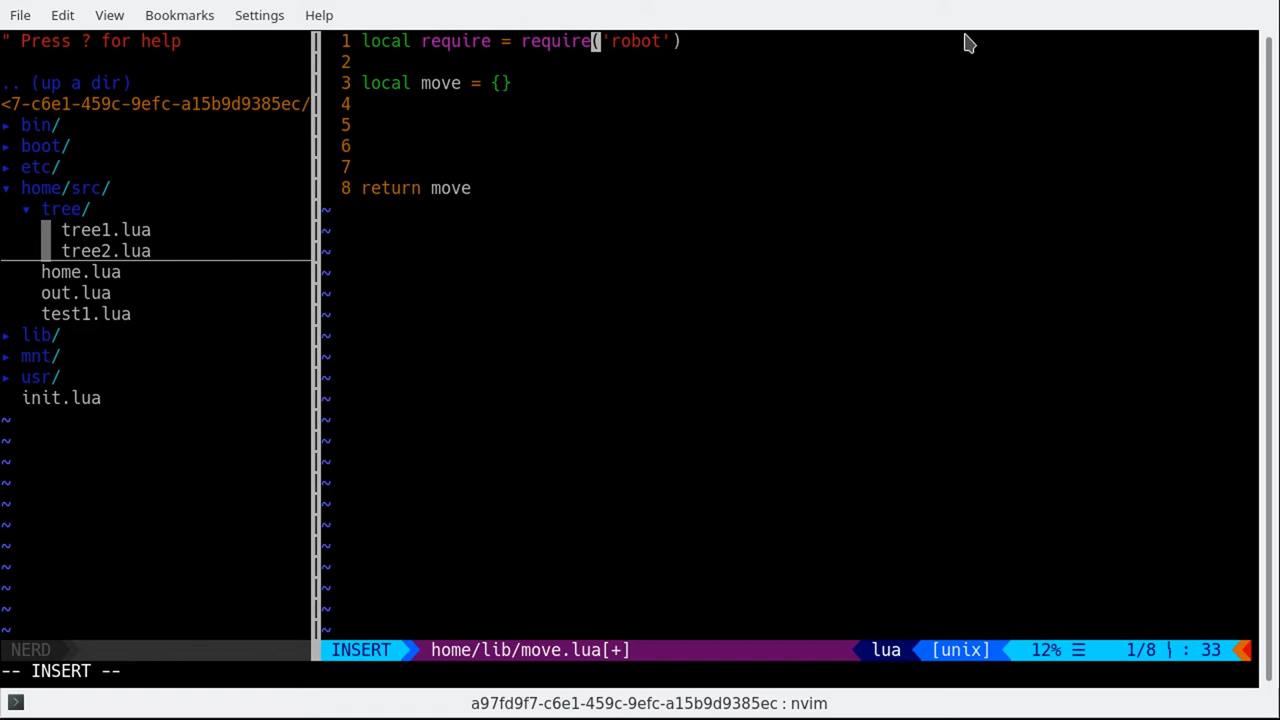 File Edit View Bookmarks Settings Help
" Press ? for help
.. (up a dir)
<7-c6e1-459c-9efc-a15b9d9385ec/
▸ bin/
▸ boot/
▸ etc/
▾ home/src/
▾ tree/
tree1.lua
tree2.lua
home.lua
out.lua
test1.lua
▸ lib/
▸ mnt/
▸ usr/
init.lua
1 local require = require('robot')
2
3 local move = {}
4
5
6
7
8 return move
NERD
INSERT home/lib/move.lua[+] lua [unix] 12% ☰ 1/8 : 33
-- INSERT --
a97fd9f7-c6e1-459c-9efc-a15b9d9385ec : nvim